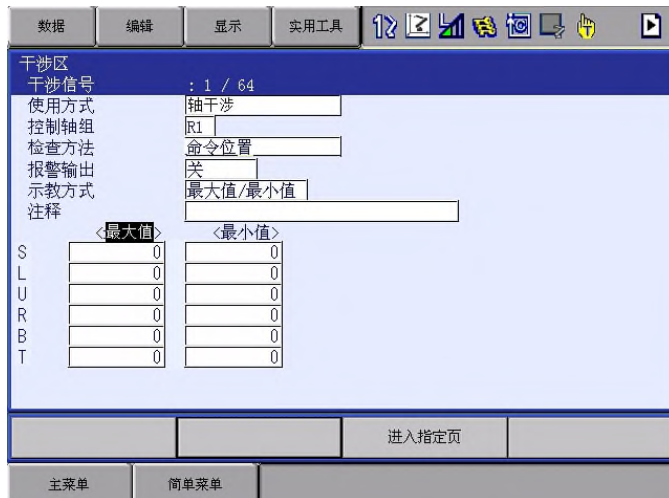 数据 编辑 显示 实用工具
干涉区
干涉信号 : 1 / 64
使用方式 轴干涉
控制轴组 R1
检查方法 命令位置
报警输出 关
示教方式 最大值/最小值
注释
<最大值> <最小值>
S 0 0
L 0 0
U 0 0
R 0 0
B 0 0
T 0 0
进入指定页
主菜单 简单菜单